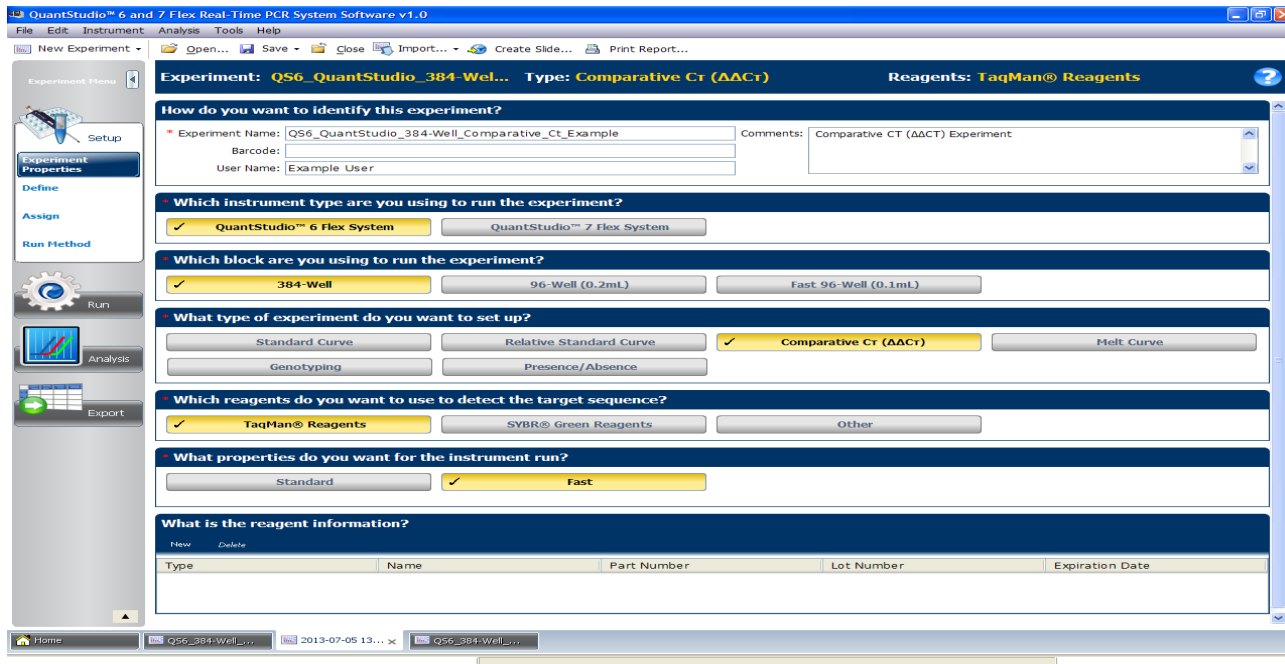 QuantStudio™ 6 and 7 Flex Real-Time PCR System Software v1.0
File Edit Instrument Analysis Tools Help
New Experiment Open... Save Close Import... Create Slide... Print Report...
Experiment Menu
Experiment: QS6_QuantStudio_384-Wel... Type: Comparative Cᴛ (ΔΔCᴛ) Reagents: TaqMan® Reagents
Setup
Experiment Properties
Define
Assign
Run Method
Run
Analysis
Export
How do you want to identify this experiment?
* Experiment Name: QS6_QuantStudio_384-Well_Comparative_Ct_Example Comments: Comparative CT (ΔΔCT) Experiment
Barcode:
User Name: Example User
* Which instrument type are you using to run the experiment?
✓ QuantStudio™ 6 Flex System QuantStudio™ 7 Flex System
* Which block are you using to run the experiment?
✓ 384-Well 96-Well (0.2mL) Fast 96-Well (0.1mL)
* What type of experiment do you want to set up?
Standard Curve Relative Standard Curve ✓ Comparative Cᴛ (ΔΔCᴛ) Melt Curve
Genotyping Presence/Absence
* Which reagents do you want to use to detect the target sequence?
✓ TaqMan® Reagents SYBR® Green Reagents Other
* What properties do you want for the instrument run?
Standard ✓ Fast
What is the reagent information?
New Delete
Type Name Part Number Lot Number Expiration Date
Home QS6_384-Well_... 2013-07-05 13... x QS6_384-Well_...